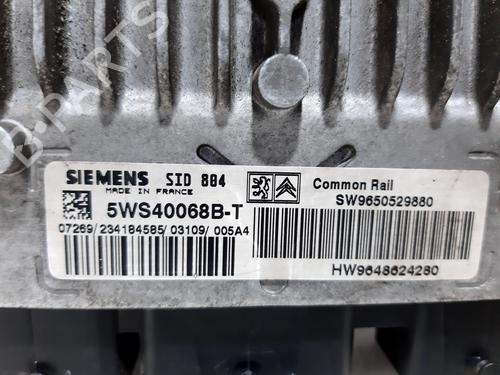 B-PARTS
SIEMENS SID 804
MADE IN FRANCE
Common Rail
SW9650529880
5WS40068B-T
07269/234184585/03109/005A4
HW9648624280